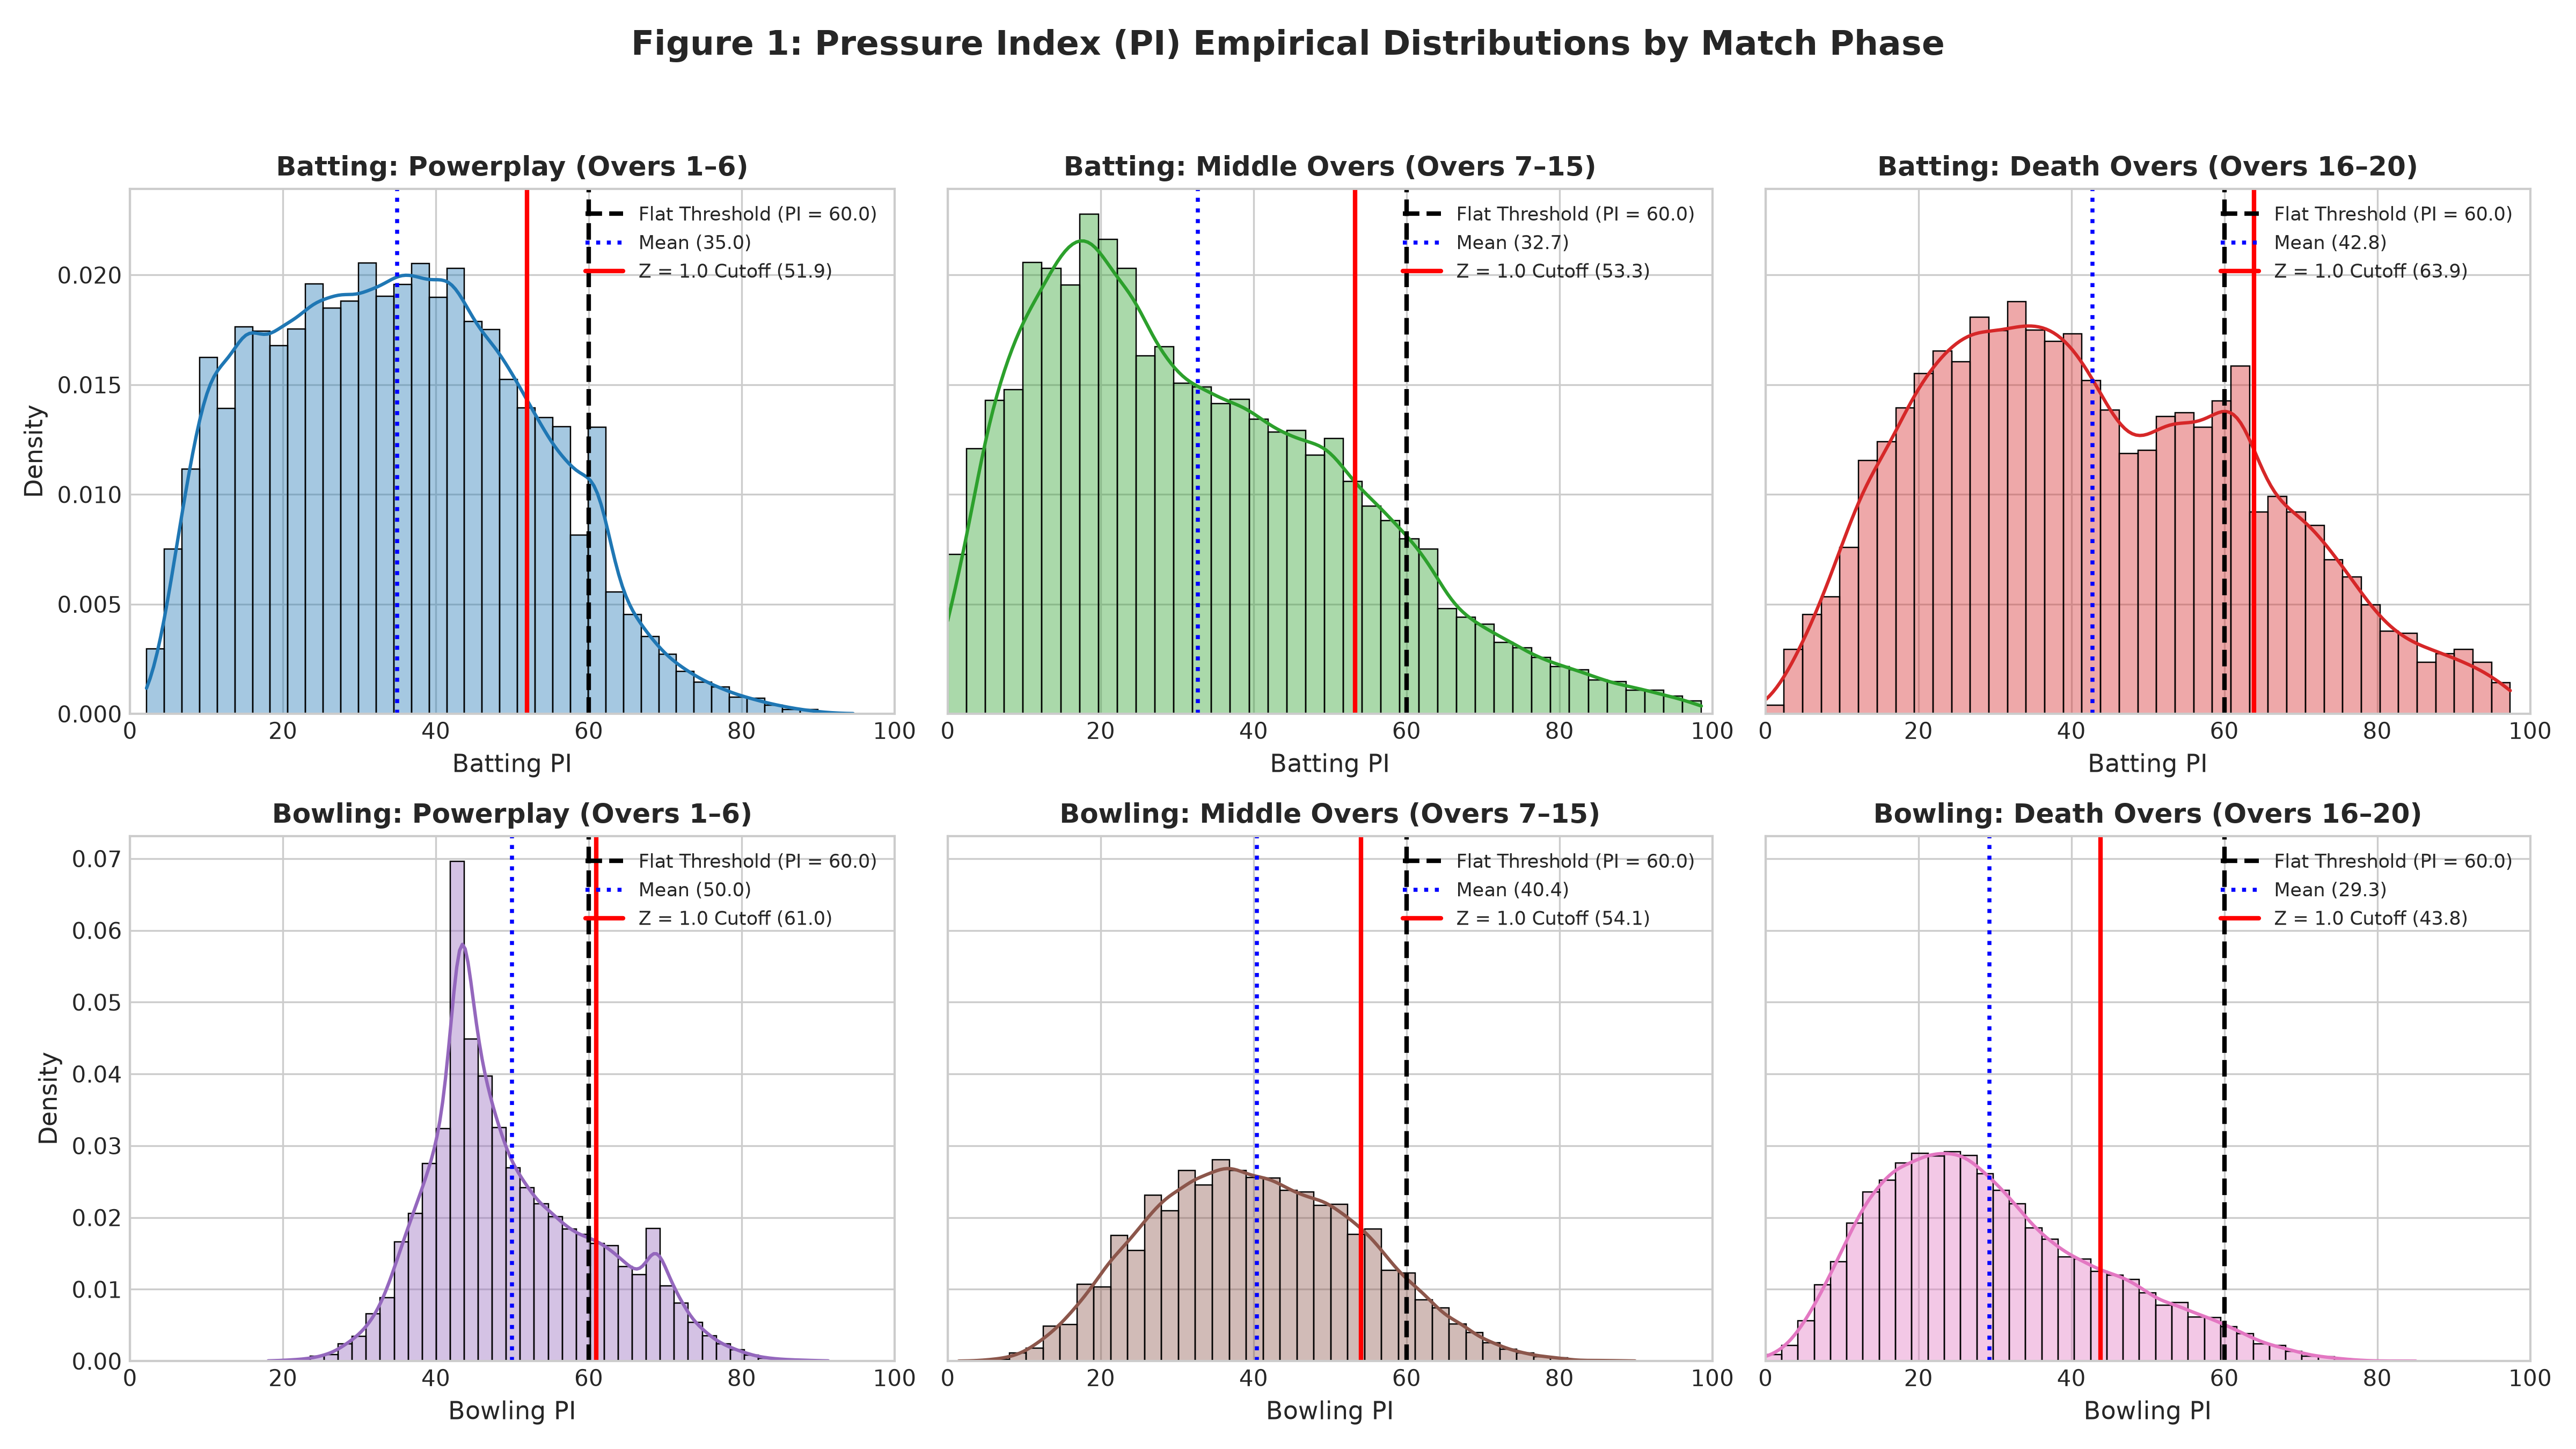 Figure 1: Pressure Index (PI) Empirical Distributions by Match Phase
Batting: Powerplay (Overs 1–6)
Flat Threshold (PI = 60.0)
Mean (35.0)
Z = 1.0 Cutoff (51.9)
Density
0.020
0.015
0.010
0.005
0.000
0 20 40 60 80 100
Batting PI
Batting: Middle Overs (Overs 7–15)
Flat Threshold (PI = 60.0)
Mean (32.7)
Z = 1.0 Cutoff (53.3)
0 20 40 60 80 100
Batting PI
Batting: Death Overs (Overs 16–20)
Flat Threshold (PI = 60.0)
Mean (42.8)
Z = 1.0 Cutoff (63.9)
0 20 40 60 80 100
Batting PI
Bowling: Powerplay (Overs 1–6)
Flat Threshold (PI = 60.0)
Mean (50.0)
Z = 1.0 Cutoff (61.0)
Density
0.07
0.06
0.05
0.04
0.03
0.02
0.01
0.00
0 20 40 60 80 100
Bowling PI
Bowling: Middle Overs (Overs 7–15)
Flat Threshold (PI = 60.0)
Mean (40.4)
Z = 1.0 Cutoff (54.1)
0 20 40 60 80 100
Bowling PI
Bowling: Death Overs (Overs 16–20)
Flat Threshold (PI = 60.0)
Mean (29.3)
Z = 1.0 Cutoff (43.8)
0 20 40 60 80 100
Bowling PI